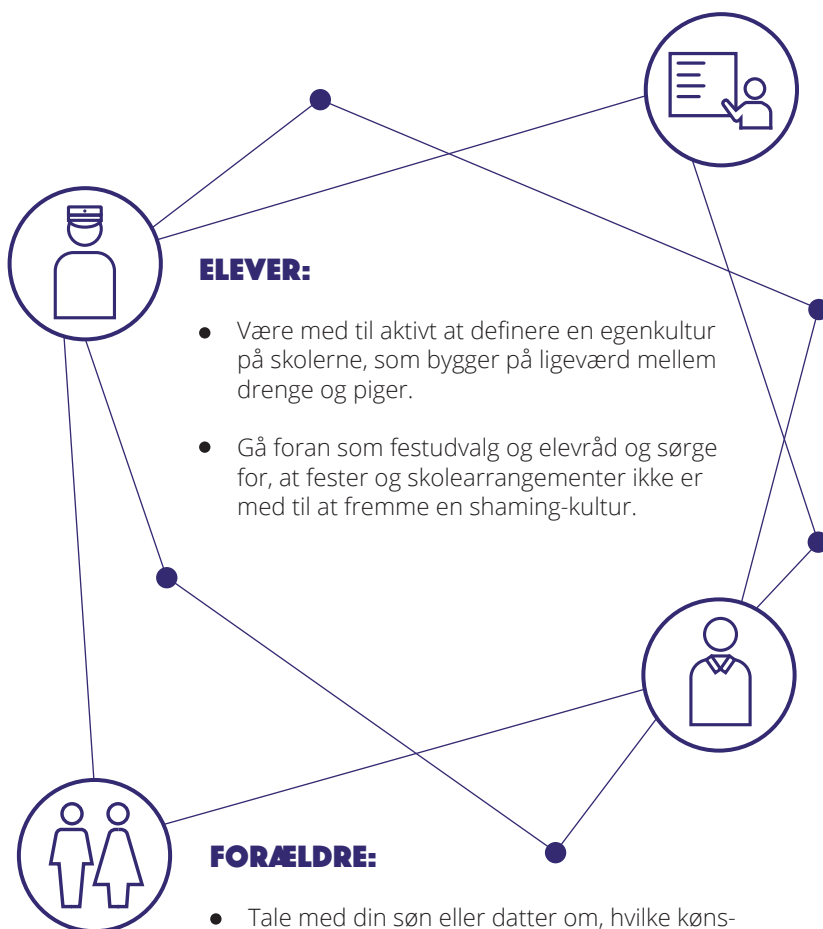 ELEVER:
● Være med til aktivt at definere en egenkultur
på skolerne, som bygger på ligeværd mellem
drenge og piger.
● Gå foran som festudvalg og elevråd og sørge
for, at fester og skolearrangementer ikke er
med til at fremme en shaming-kultur.
FORÆLDRE:
● Tale med din søn eller datter om, hvilke køns-